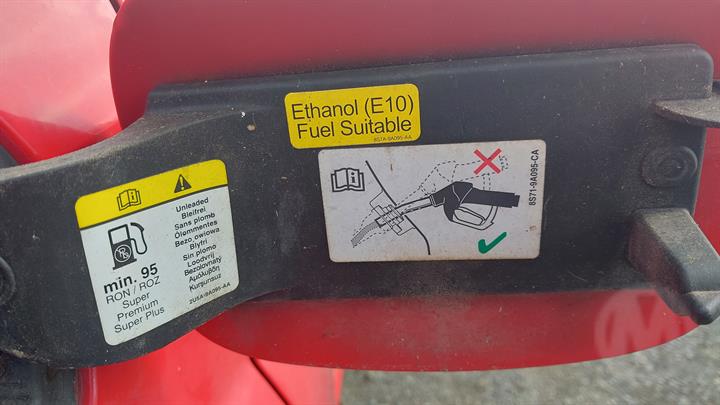 Ethanol (E10)
Fuel Suitable
8S7A-9A095-AA
8S71-9A095-CA
Unleaded
Bleifrei
Sans plomb
Ölommentes
Bezo owiowa
Blyfri
Sin plomo
Loodvrij
Bezolovnatý
Αμόλυβδη
Kurşunsuz
min. 95
RON / ROZ
Super
Premium
Super Plus
2U5A-9A095-AA
M